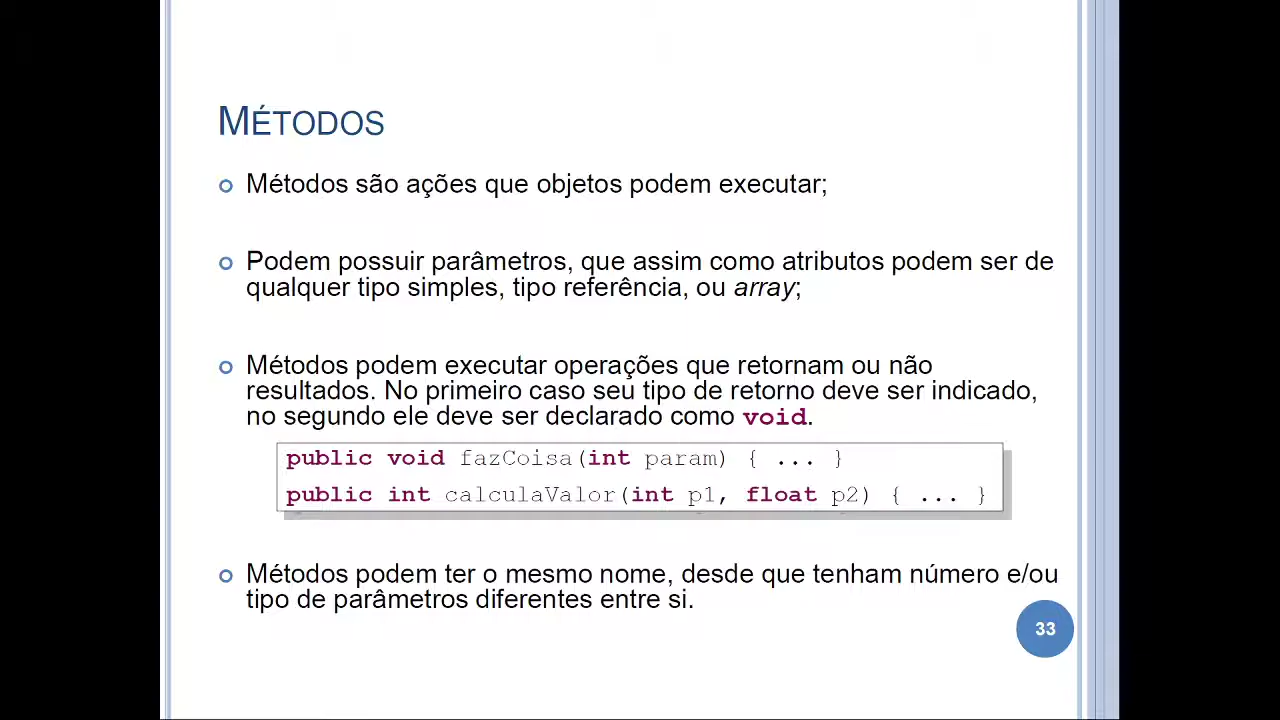 MÉTODOS
Métodos são ações que objetos podem executar;
Podem possuir parâmetros, que assim como atributos podem ser de
qualquer tipo simples, tipo referência, ou array;
Métodos podem executar operações que retornam ou não
resultados. No primeiro caso seu tipo de retorno deve ser indicado,
no segundo ele deve ser declarado como void.
public void fazCoisa(int param) { ... }
public int calculaValor(int p1, float p2) { ... }
Métodos podem ter o mesmo nome, desde que tenham número e/ou
tipo de parâmetros diferentes entre si.
33